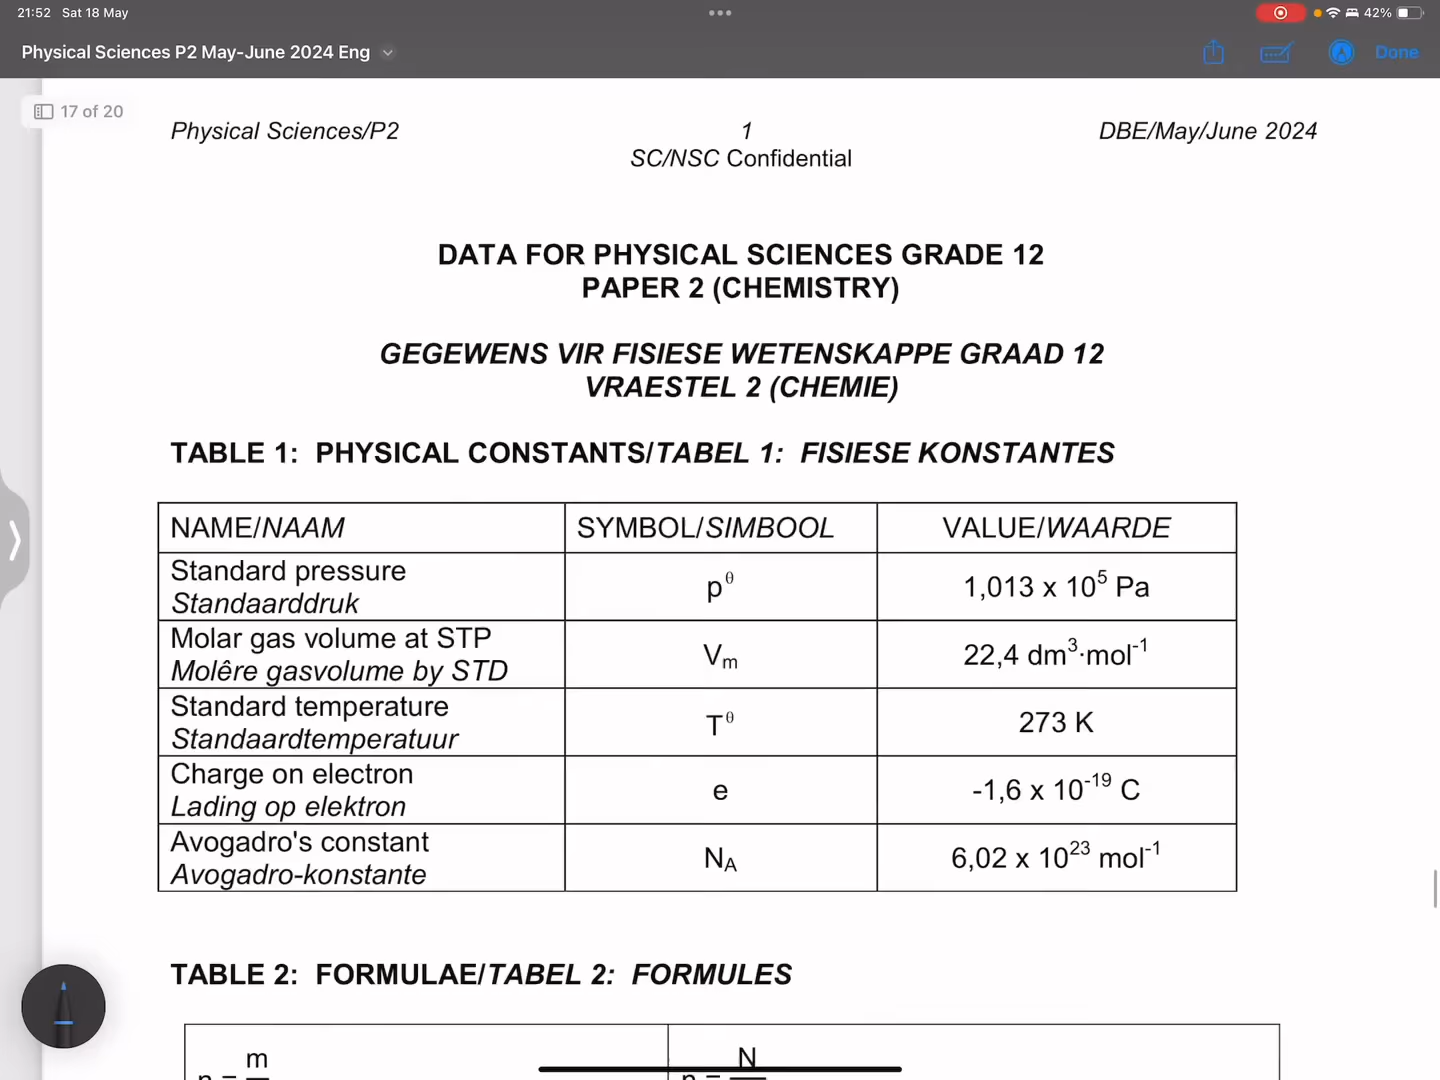 21:52 Sat 18 May
42%
Physical Sciences P2 May-June 2024 Eng
Done
17 of 20
Physical Sciences/P2 1 DBE/May/June 2024
SC/NSC Confidential
DATA FOR PHYSICAL SCIENCES GRADE 12
PAPER 2 (CHEMISTRY)
GEGEWENS VIR FISIESE WETENSKAPPE GRAAD 12
VRAESTEL 2 (CHEMIE)
TABLE 1: PHYSICAL CONSTANTS/TABEL 1: FISIESE KONSTANTES
NAME/NAAM SYMBOL/SIMBOOL VALUE/WAARDE
Standard pressure
Standaarddruk
p^θ
1,013 x 10⁵ Pa
Molar gas volume at STP
Molêre gasvolume by STD
Vₘ
22,4 dm³·mol⁻¹
Standard temperature
Standaardtemperatuur
T^θ
273 K
Charge on electron
Lading op elektron
e
-1,6 x 10⁻¹⁹ C
Avogadro's constant
Avogadro-konstante
N_A
6,02 x 10²³ mol⁻¹
TABLE 2: FORMULAE/TABEL 2: FORMULES
m
N